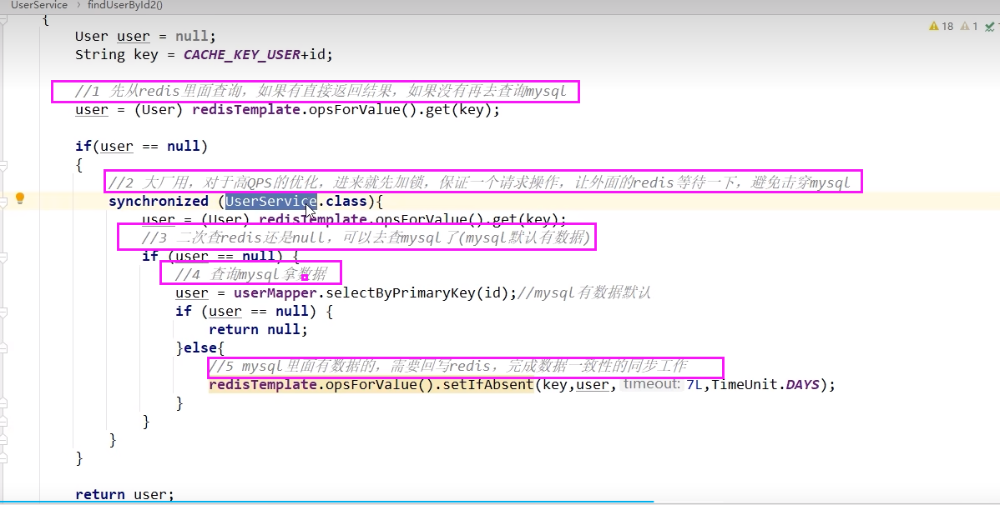 UserService > findUserById2()
{
18 1 1
User user = null;
String key = CACHE_KEY_USER+id;
//1 先从redis里面查询，如果有直接返回结果，如果没有再去查询mysql
user = (User) redisTemplate.opsForValue().get(key);
if(user == null)
{
//2 大厂用，对于高QPS的优化，进来就先加锁，保证一个请求操作，让外面的redis等待一下，避免击穿mysql
synchronized (UserService.class){
user = (User) redisTemplate.opsForValue().get(key);
//3 二次查redis还是null，可以去查mysql了(mysql默认有数据)
if (user == null) {
//4 查询mysql拿数据
user = userMapper.selectByPrimaryKey(id);//mysql有数据默认
if (user == null) {
return null;
}else{
//5 mysql里面有数据的，需要回写redis，完成数据一致性的同步工作
redisTemplate.opsForValue().setIfAbsent(key,user, timeout: 7L,TimeUnit.DAYS);
}
}
}
}
return user;